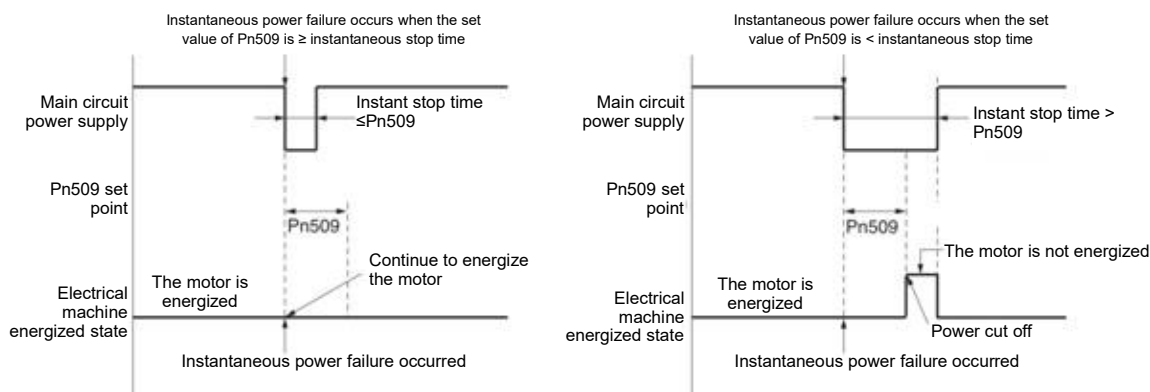 Instantaneous power failure occurs when the set
value of Pn509 is ≥ instantaneous stop time
Main circuit
power supply
Instant stop time
≤Pn509
Pn509 set
point
Pn509
Continue to energize
the motor
The motor is
energized
Electrical
machine
energized state
Instantaneous power failure occurred
Instantaneous power failure occurs when the set
value of Pn509 is < instantaneous stop time
Main circuit
power supply
Instant stop time >
Pn509
Pn509 set
point
Pn509
The motor is not energized
The motor is
energized
Electrical
machine
energized state
Power cut off
Instantaneous power failure occurred